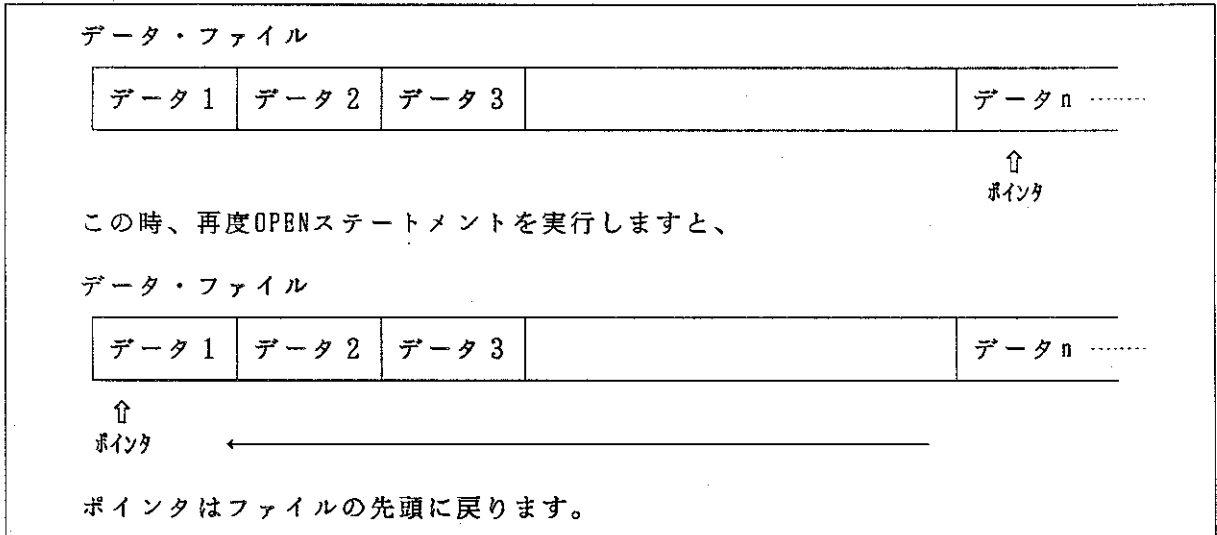 データ・ファイル
データ1 データ2 データ3 データn ………
⇧
ポインタ
この時、再度OPENステートメントを実行しますと、
データ・ファイル
データ1 データ2 データ3 データn ………
⇧
ポインタ ←
ポインタはファイルの先頭に戻ります。